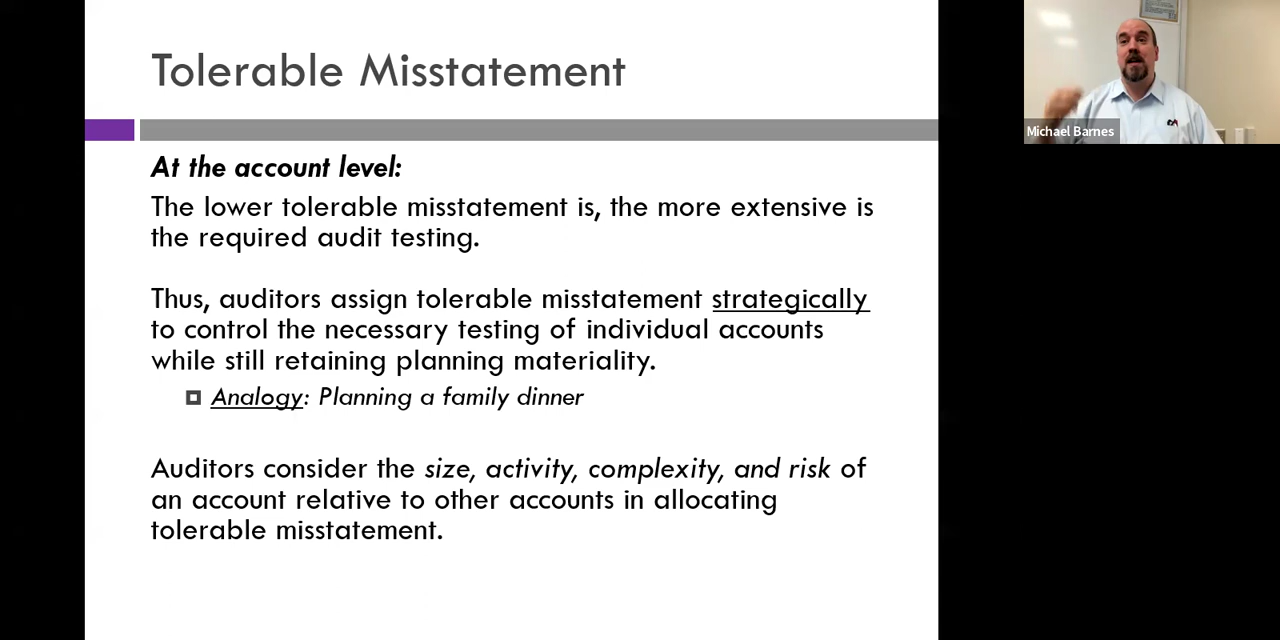 Tolerable Misstatement
At the account level:
The lower tolerable misstatement is, the more extensive is
the required audit testing.
Thus, auditors assign tolerable misstatement strategically
to control the necessary testing of individual accounts
while still retaining planning materiality.
Analogy: Planning a family dinner
Auditors consider the size, activity, complexity, and risk of
an account relative to other accounts in allocating
tolerable misstatement.
Michael Barnes